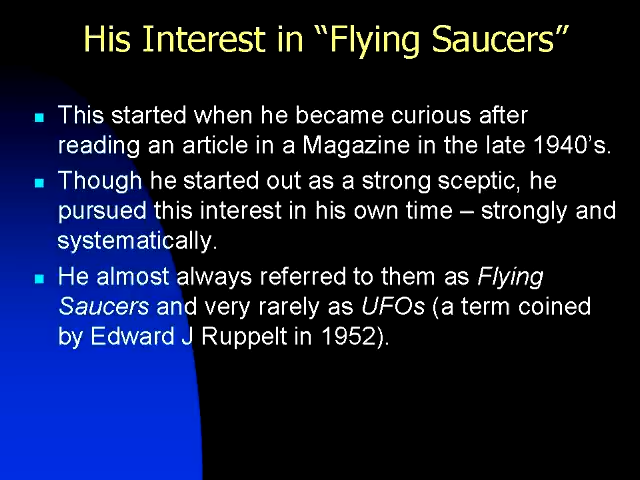 His Interest in “Flying Saucers”
This started when he became curious after
reading an article in a Magazine in the late 1940’s.
Though he started out as a strong sceptic, he
pursued this interest in his own time – strongly and
systematically.
He almost always referred to them as Flying
Saucers and very rarely as UFOs (a term coined
by Edward J Ruppelt in 1952).